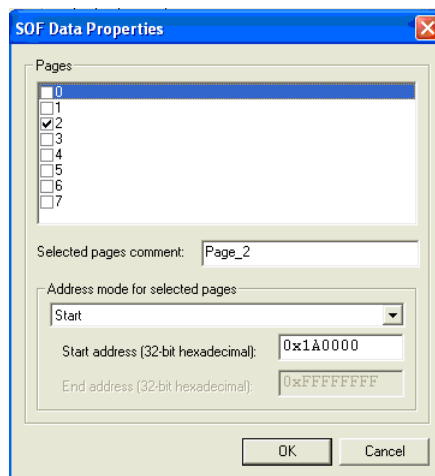 SOF Data Properties
Pages
0
1
2
3
4
5
6
7
Selected pages comment: Page_2
Address mode for selected pages
Start
Start address (32-bit hexadecimal): 0x1A0000
End address (32-bit hexadecimal): 0xFFFFFFFF
OK Cancel